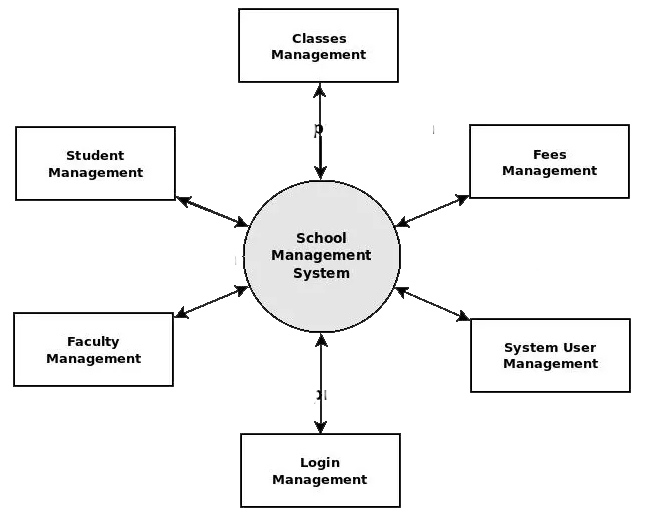 Classes
Management
Student
Management
Fees
Management
School
Management
System
Faculty
Management
System User
Management
Login
Management